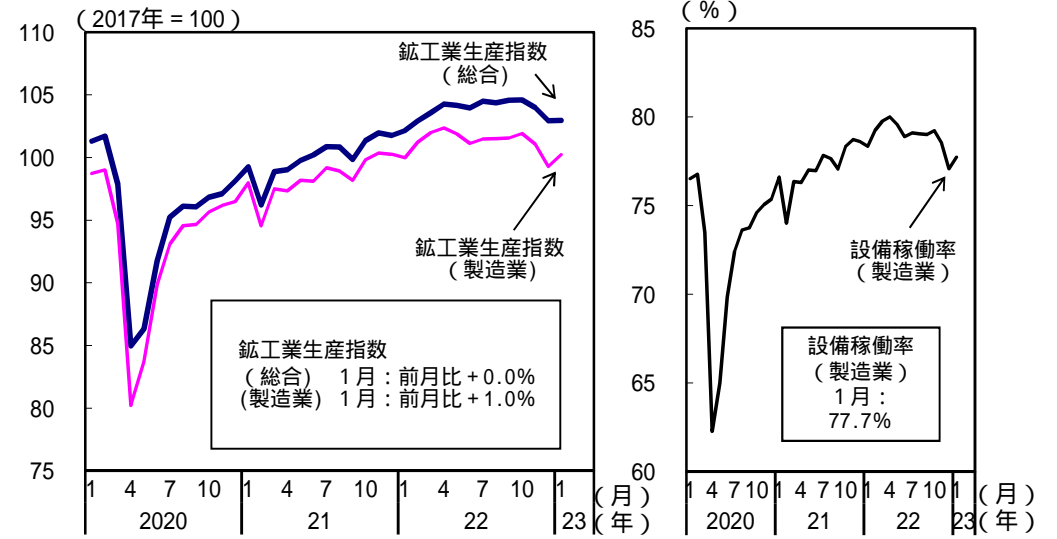 (2017年=100)
110
105
100
95
90
85
80
75
鉱工業生産指数
(総合)
鉱工業生産指数
(製造業)
鉱工業生産指数
(総合) 1月:前月比+0.0%
(製造業) 1月:前月比+1.0%
1 4 7 10 1 4 7 10 1 4 7 10 1 (月)
2020 21 22 23 (年)
(%)
85
80
75
70
65
60
設備稼働率
(製造業)
設備稼働率
(製造業)
1月:
77.7%
1 4 7 10 1 4 7 10 1 4 7 10 1 (月)
2020 21 22 23 (年)